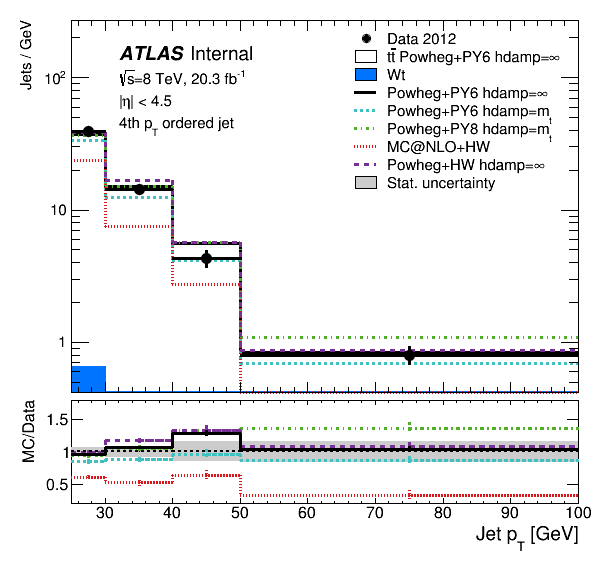 Jets / GeV
10²
10
1
ATLAS Internal
√s=8 TeV, 20.3 fb⁻¹
|η| < 4.5
4th p_T ordered jet
Data 2012
tt̅ Powheg+PY6 hdamp=∞
Wt
Powheg+PY6 hdamp=∞
Powheg+PY6 hdamp=m_t
Powheg+PY8 hdamp=m_t
MC@NLO+HW
Powheg+HW hdamp=∞
Stat. uncertainty
MC/Data
1.5
1
0.5
30 40 50 60 70 80 90 100
Jet p_T [GeV]